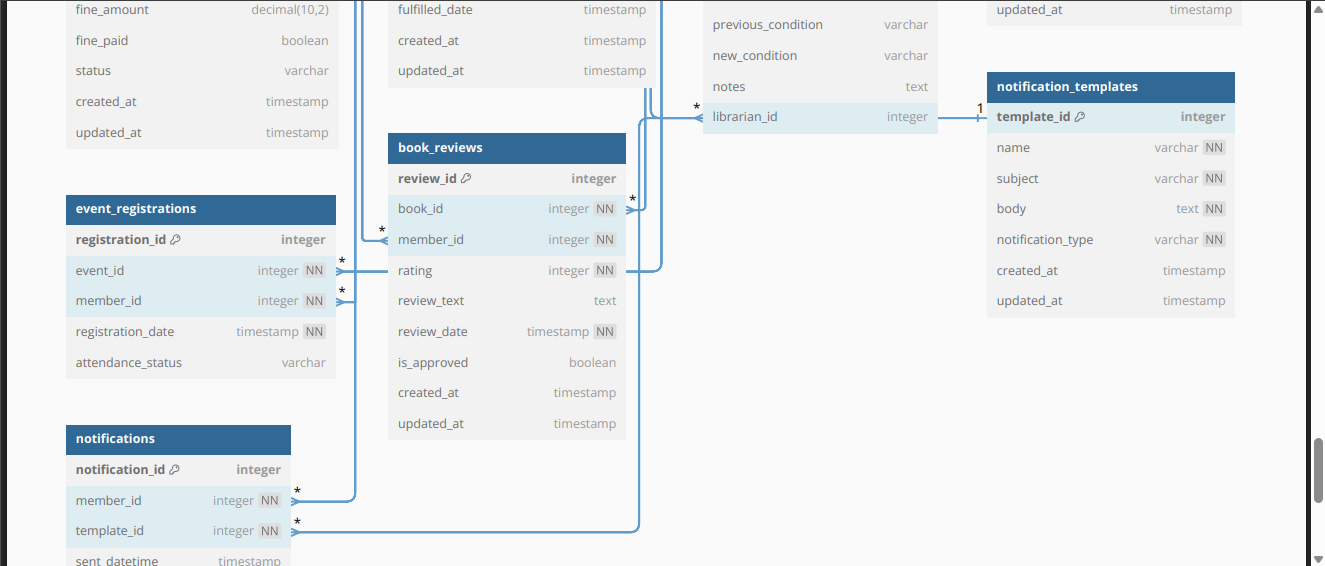 fine_amount decimal(10,2)
fine_paid boolean
status varchar
created_at timestamp
updated_at timestamp
fulfilled_date timestamp
created_at timestamp
updated_at timestamp
previous_condition varchar
new_condition varchar
notes text
* librarian_id integer
updated_at timestamp
notification_templates
1 template_id integer
name varchar NN
subject varchar NN
body text NN
notification_type varchar NN
created_at timestamp
updated_at timestamp
book_reviews
review_id integer
book_id integer NN *
* member_id integer NN
rating integer NN
review_text text
review_date timestamp NN
is_approved boolean
created_at timestamp
updated_at timestamp
event_registrations
registration_id integer
event_id integer NN *
member_id integer NN *
registration_date timestamp NN
attendance_status varchar
notifications
notification_id integer
member_id integer NN *
template_id integer NN *
sent_datetime timestamp